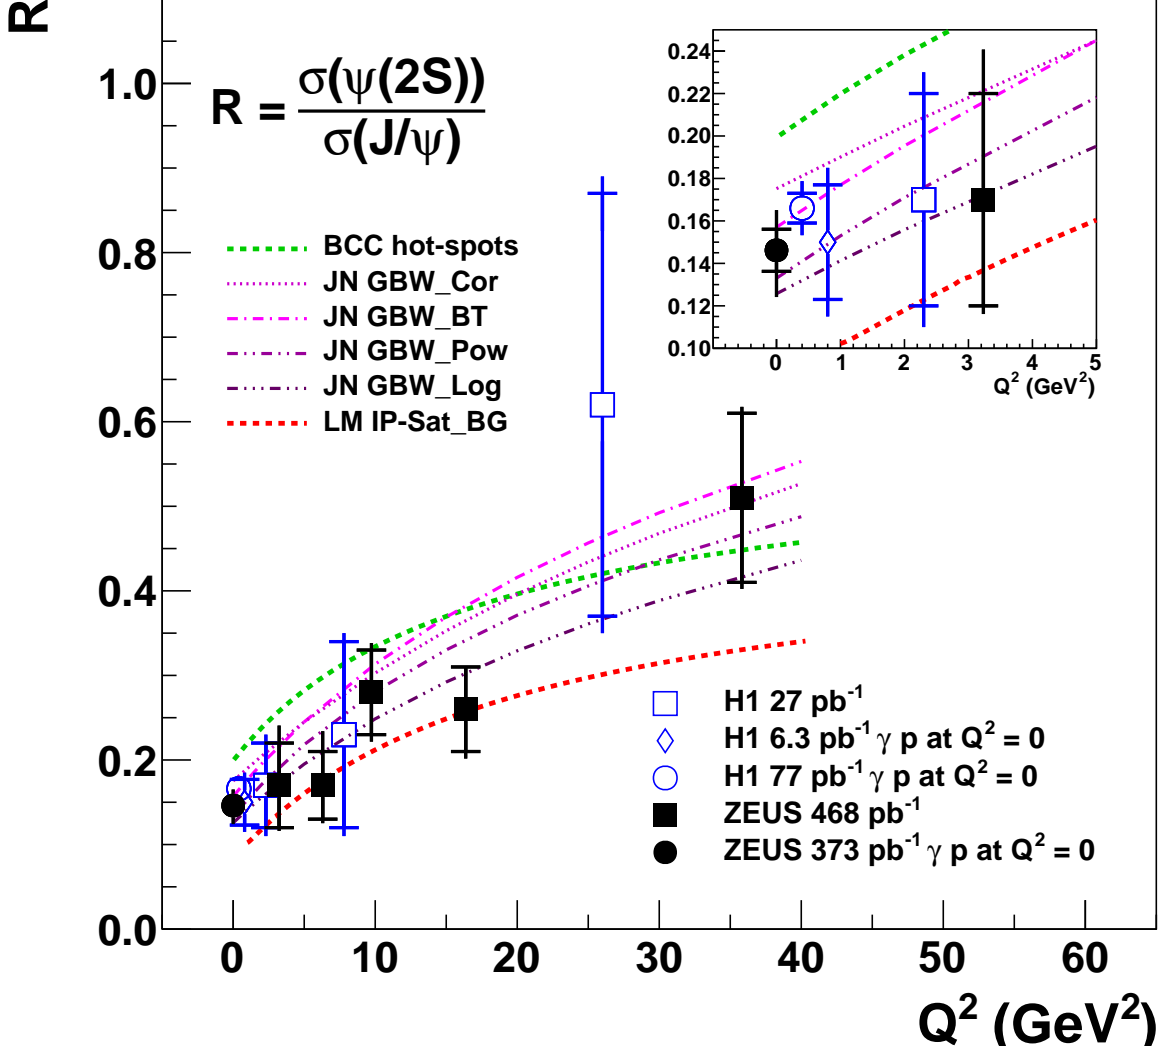 R
R = σ(ψ(2S))
σ(J/ψ)
1.0
0.8
0.6
0.4
0.2
0.0
BCC hot-spots
JN GBW_Cor
JN GBW_BT
JN GBW_Pow
JN GBW_Log
LM IP-Sat_BG
0.24
0.22
0.20
0.18
0.16
0.14
0.12
0.10
0 1 2 3 4 5
Q² (GeV²)
H1 27 pb⁻¹
H1 6.3 pb⁻¹ γ p at Q² = 0
H1 77 pb⁻¹ γ p at Q² = 0
ZEUS 468 pb⁻¹
ZEUS 373 pb⁻¹ γ p at Q² = 0
0 10 20 30 40 50 60
Q² (GeV²)